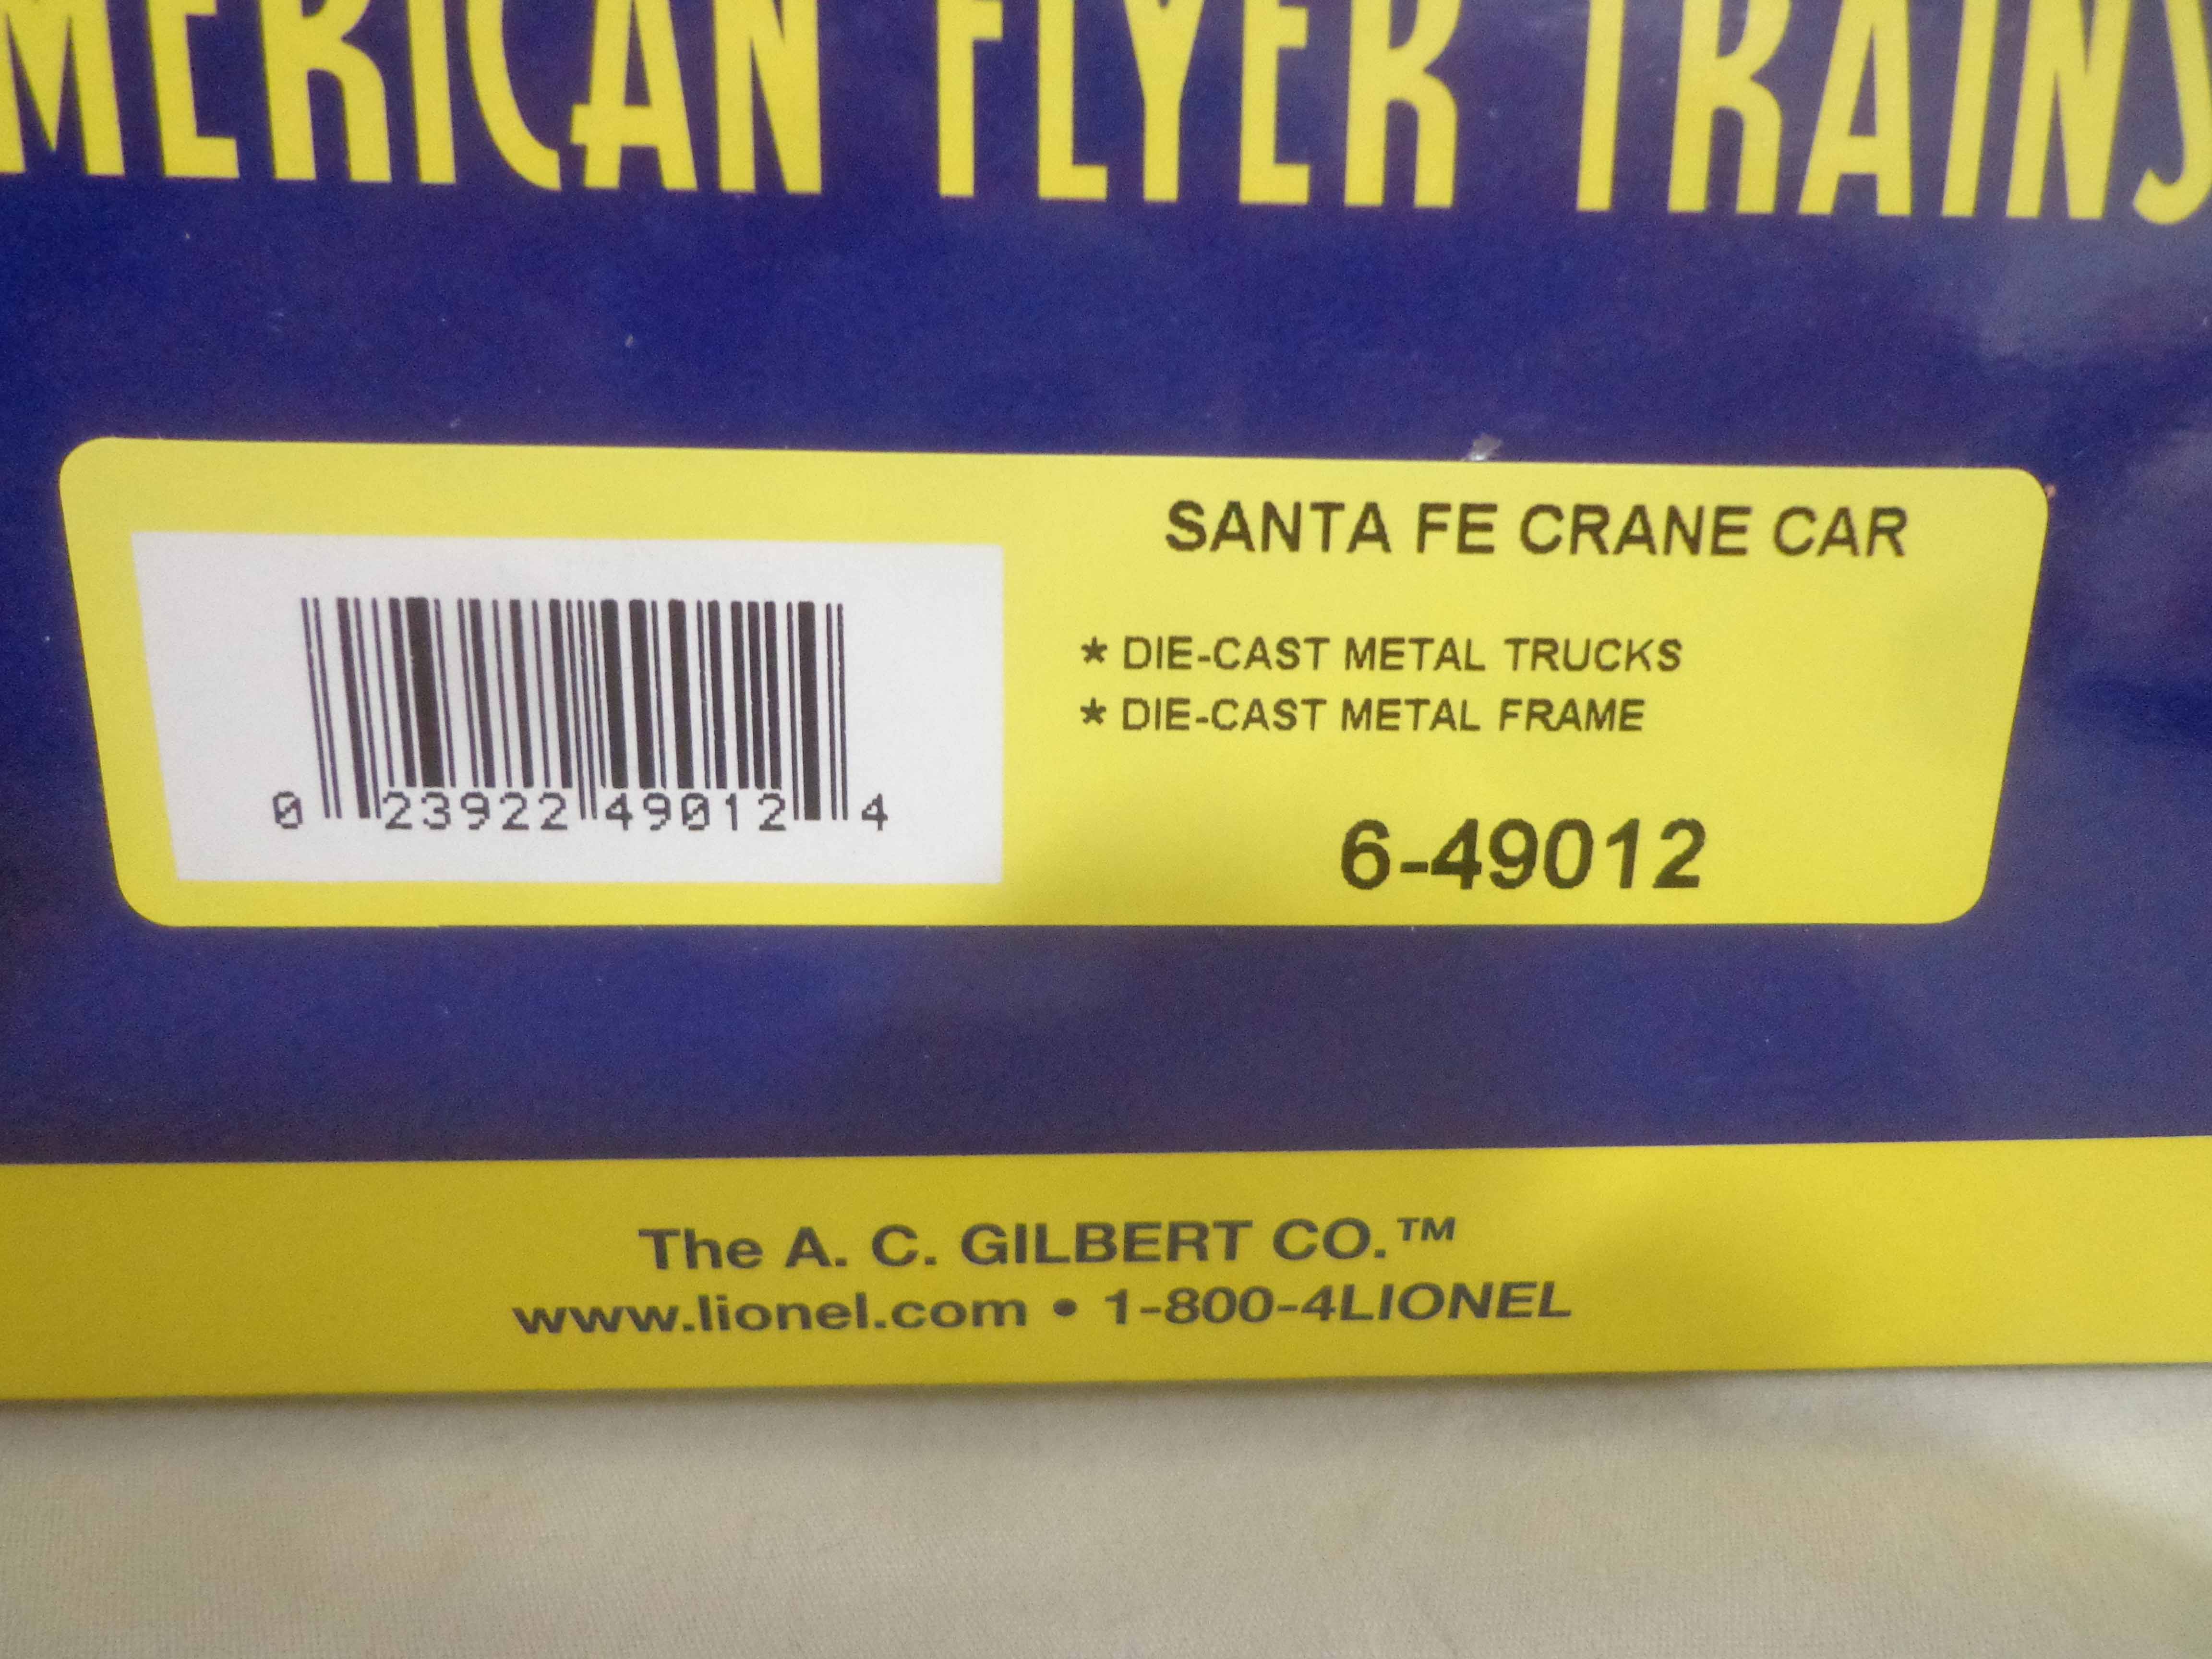 MERICAN FLYER TRAINS
SANTA FE CRANE CAR
* DIE-CAST METAL TRUCKS
* DIE-CAST METAL FRAME
6-49012
0 23922 49012 4
The A. C. GILBERT CO.™
www.lionel.com • 1-800-4LIONEL